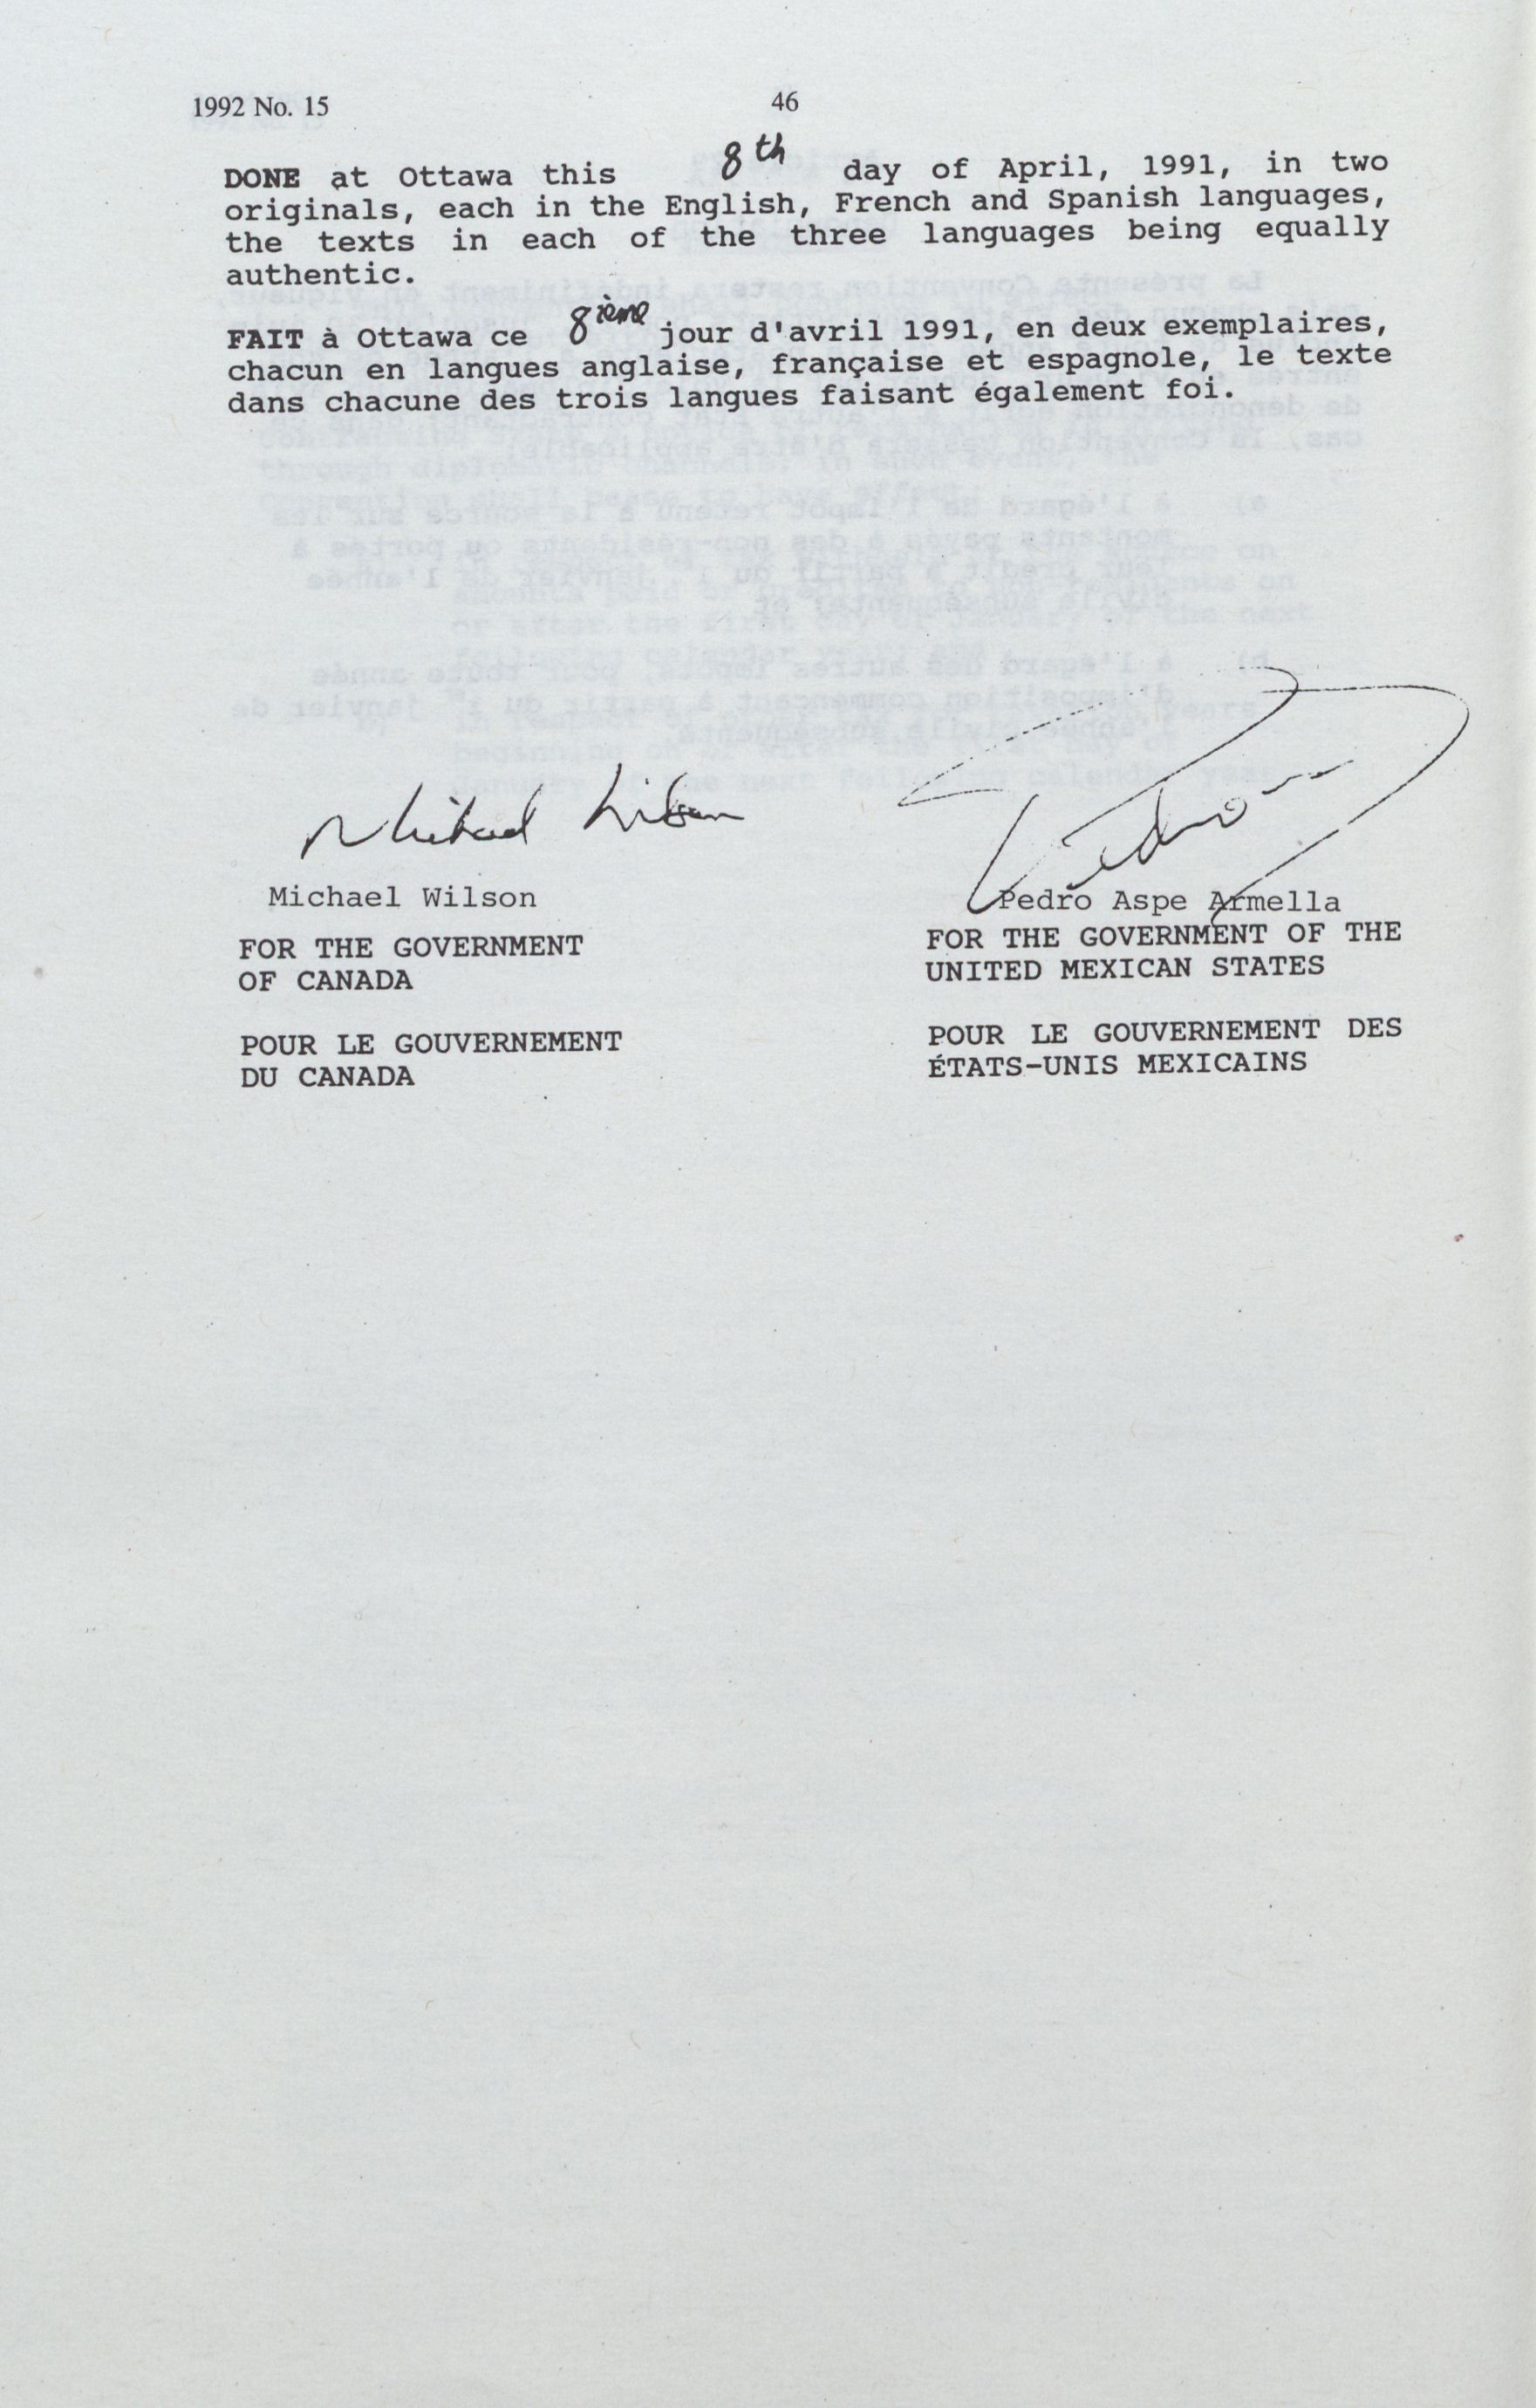 1992 No. 15
46
DONE at Ottawa this 8th day of April, 1991, in two
originals, each in the English, French and Spanish languages,
the texts in each of the three languages being equally
authentic.
FAIT à Ottawa ce 8ième jour d'avril 1991, en deux exemplaires,
chacun en langues anglaise, française et espagnole, le texte
dans chacune des trois langues faisant également foi.
Michael Wilson
Michael Wilson
FOR THE GOVERNMENT
OF CANADA
POUR LE GOUVERNEMENT
DU CANADA
Pedro
Pedro Aspe Armella
FOR THE GOVERNMENT OF THE
UNITED MEXICAN STATES
POUR LE GOUVERNEMENT DES
ÉTATS-UNIS MEXICAINS